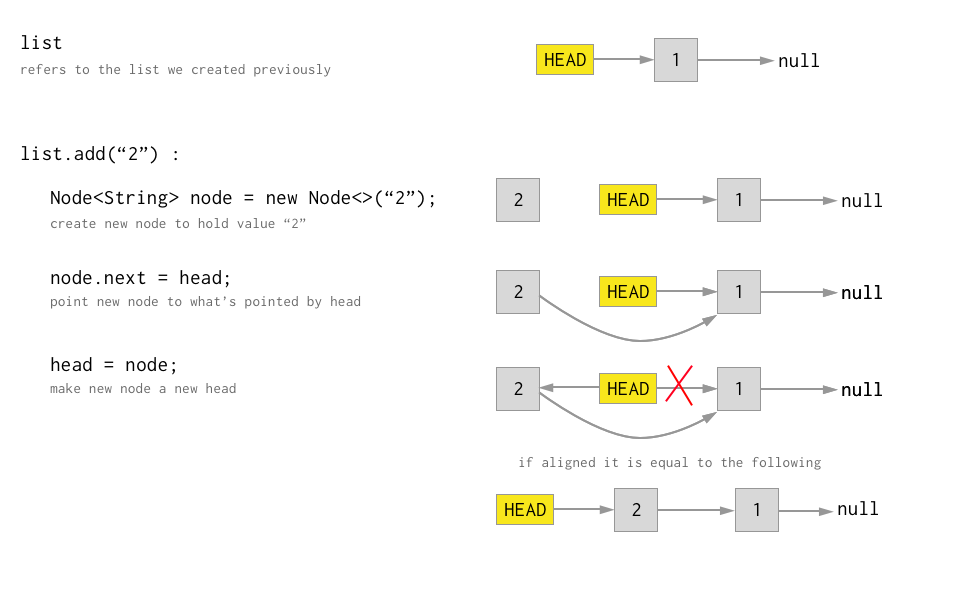 list
refers to the list we created previously
HEAD 1 null
list.add(“2”) :
Node<String> node = new Node<>(“2”);
create new node to hold value “2”
2 HEAD 1 null
node.next = head;
point new node to what’s pointed by head
2 HEAD 1 null
head = node;
make new node a new head
2 HEAD 1 null
if aligned it is equal to the following
HEAD 2 1 null